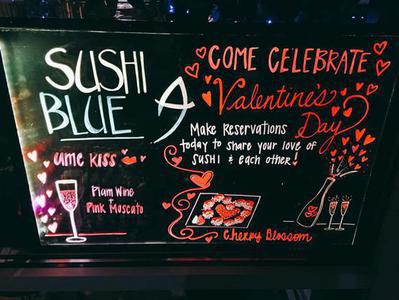 SUSHI
BLUE
ume kiss
Plum Wine
+
Pink Moscato
COME CELEBRATE
Valentine's
Day
Make Reservations
today to share your love of
SUSHI & each other!
Cherry Blossom